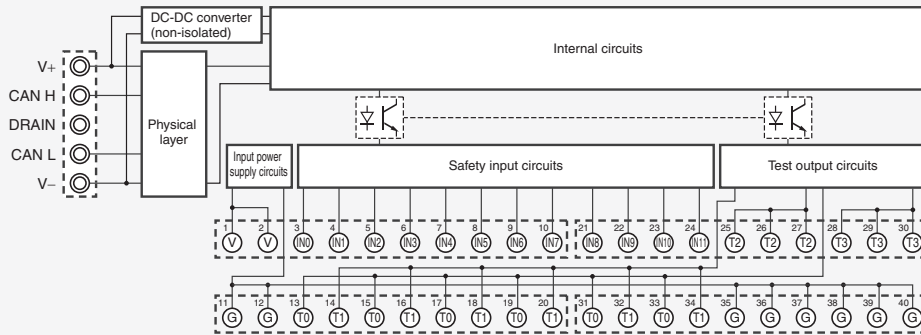 DC-DC converter
(non-isolated)
Internal circuits
V+
CAN H
DRAIN
CAN L
V−
Physical
layer
Input power
supply circuits
Safety input circuits
Test output circuits
1 2 3 4 5 6 7 8 9 10 21 22 23 24 25 26 27 28 29 30
V V IN0 IN1 IN2 IN3 IN4 IN5 IN6 IN7 IN8 IN9 IN10 IN11 T2 T2 T2 T3 T3 T3
11 12 13 14 15 16 17 18 19 20 31 32 33 34 35 36 37 38 39 40
G G T0 T1 T0 T1 T0 T1 T0 T1 T0 T1 T0 T1 G G G G G G